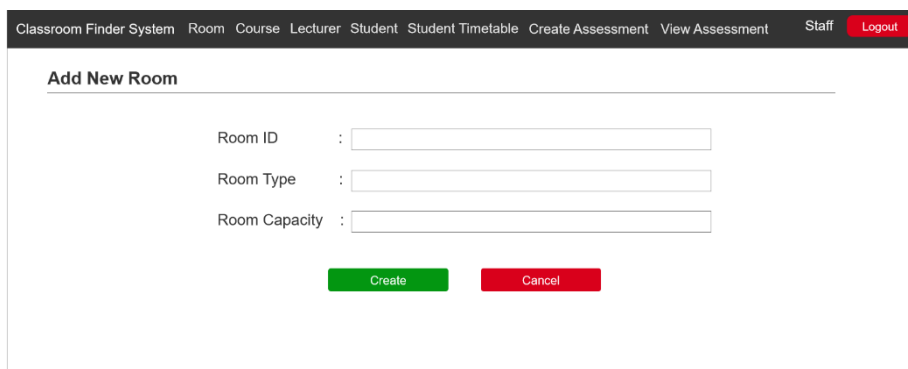 Classroom Finder System Room Course Lecturer Student Student Timetable Create Assessment View Assessment Staff Logout
Add New Room
Room ID :
Room Type :
Room Capacity :
Create Cancel